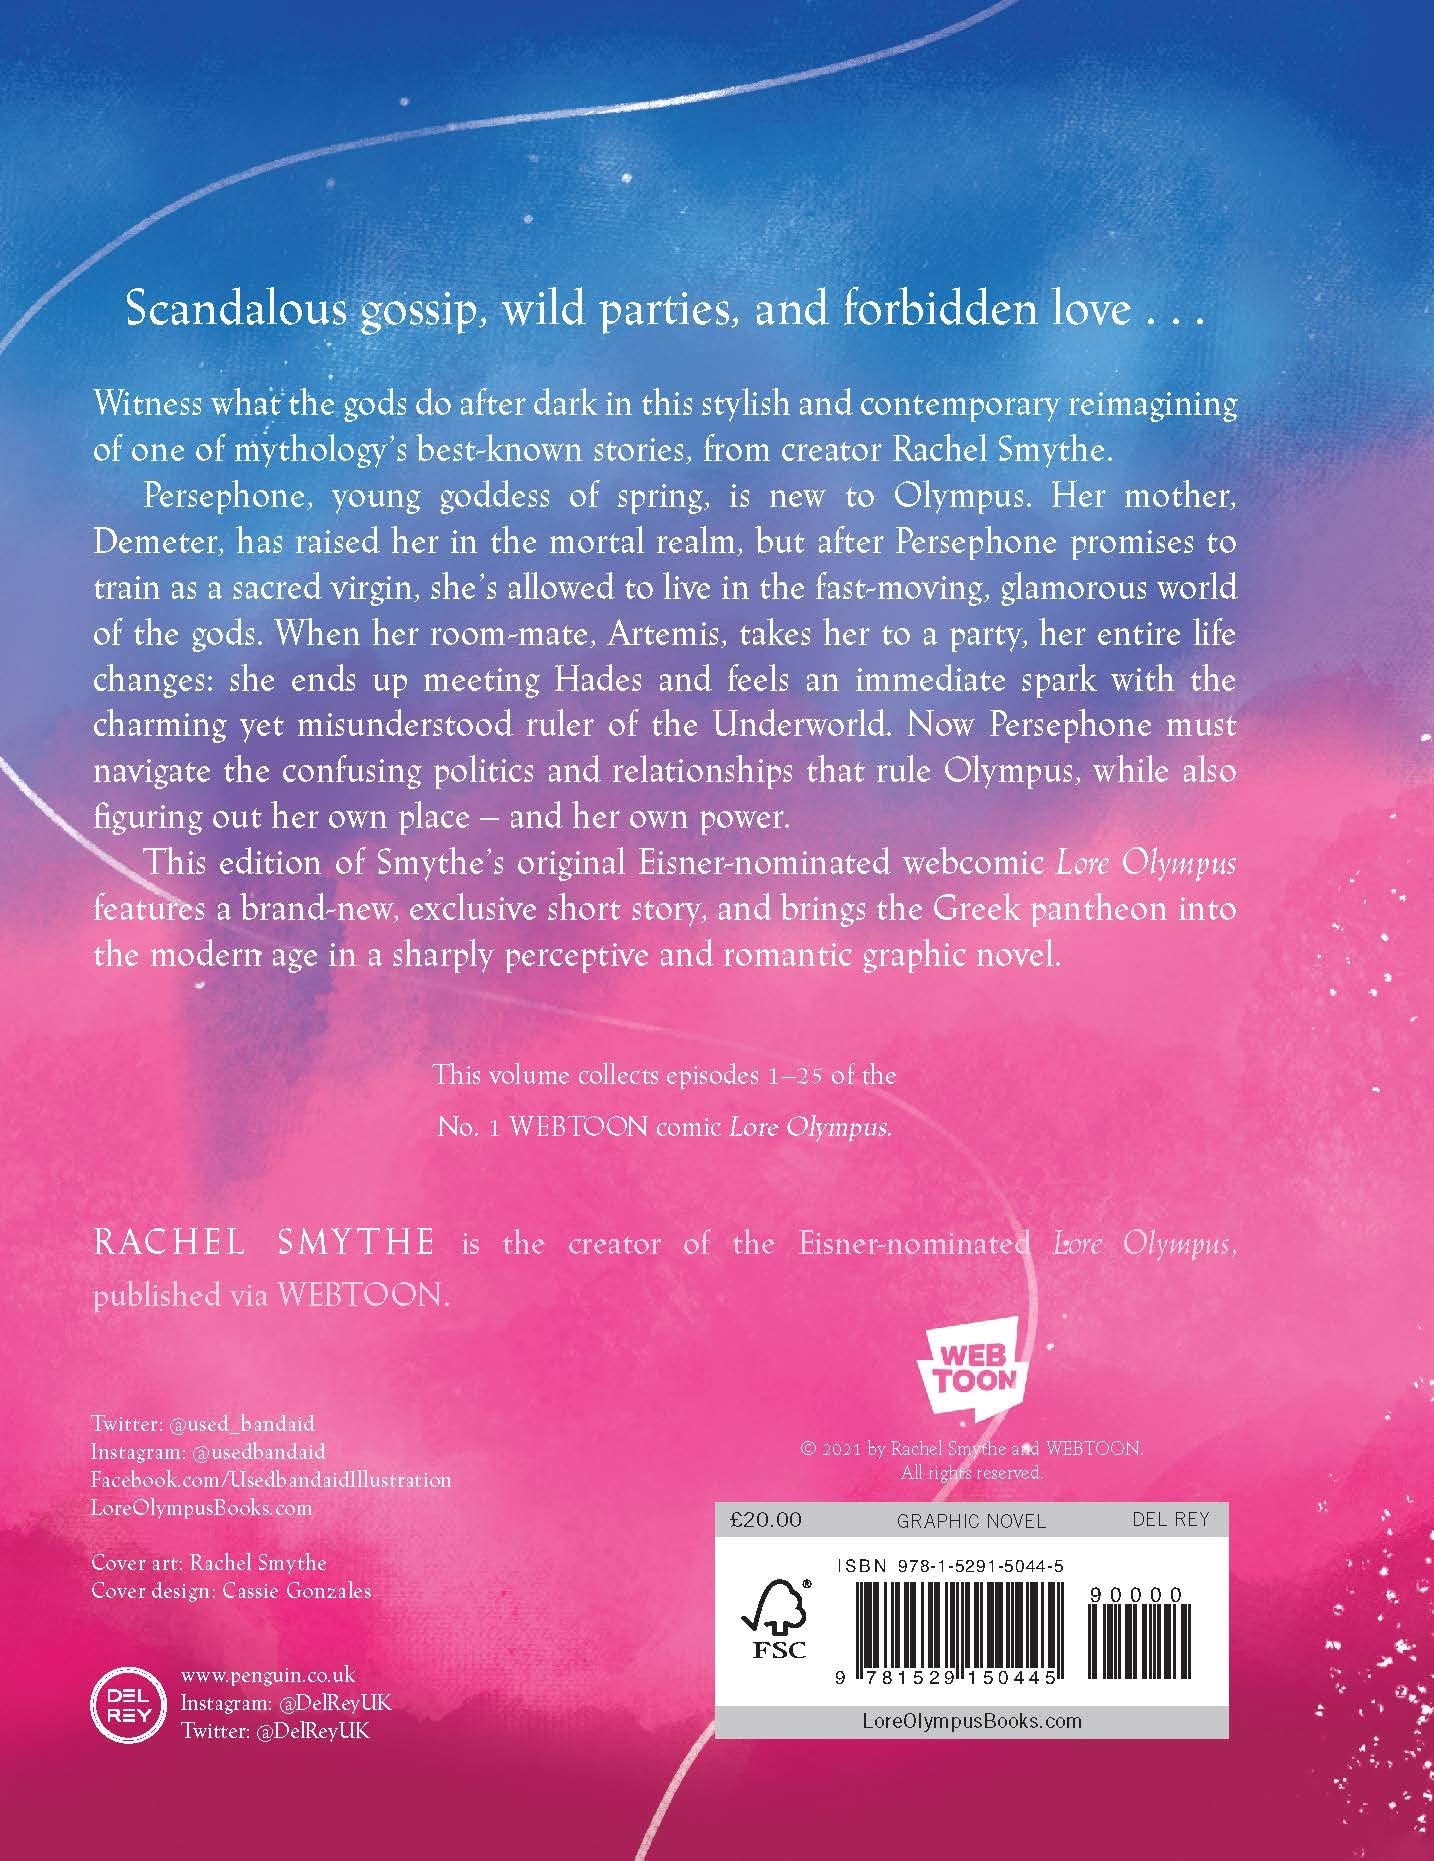 Scandalous gossip, wild parties, and forbidden love . . .
Witness what the gods do after dark in this stylish and contemporary reimagining
of one of mythology's best-known stories, from creator Rachel Smythe.
Persephone, young goddess of spring, is new to Olympus. Her mother,
Demeter, has raised her in the mortal realm, but after Persephone promises to
train as a sacred virgin, she's allowed to live in the fast-moving, glamorous world
of the gods. When her room-mate, Artemis, takes her to a party, her entire life
changes: she ends up meeting Hades and feels an immediate spark with the
charming yet misunderstood ruler of the Underworld. Now Persephone must
navigate the confusing politics and relationships that rule Olympus, while also
figuring out her own place – and her own power.
This edition of Smythe's original Eisner-nominated webcomic Lore Olympus
features a brand-new, exclusive short story, and brings the Greek pantheon into
the modern age in a sharply perceptive and romantic graphic novel.
This volume collects episodes 1–25 of the
No. 1 WEBTOON comic Lore Olympus.
RACHEL SMYTHE is the creator of the Eisner-nominated Lore Olympus,
published via WEBTOON.
WEB
TOON
© 2021 by Rachel Smythe and WEBTOON.
All rights reserved.
Twitter: @used_bandaid
Instagram: @usedbandaid
Facebook.com/UsedbandaidIllustration
LoreOlympusBooks.com
Cover art: Rachel Smythe
Cover design: Cassie Gonzales
DEL
REY
www.penguin.co.uk
Instagram: @DelReyUK
Twitter: @DelReyUK
£20.00 GRAPHIC NOVEL DEL REY
ISBN 978-1-5291-5044-5
90000
®
FSC
9 781529 150445
LoreOlympusBooks.com